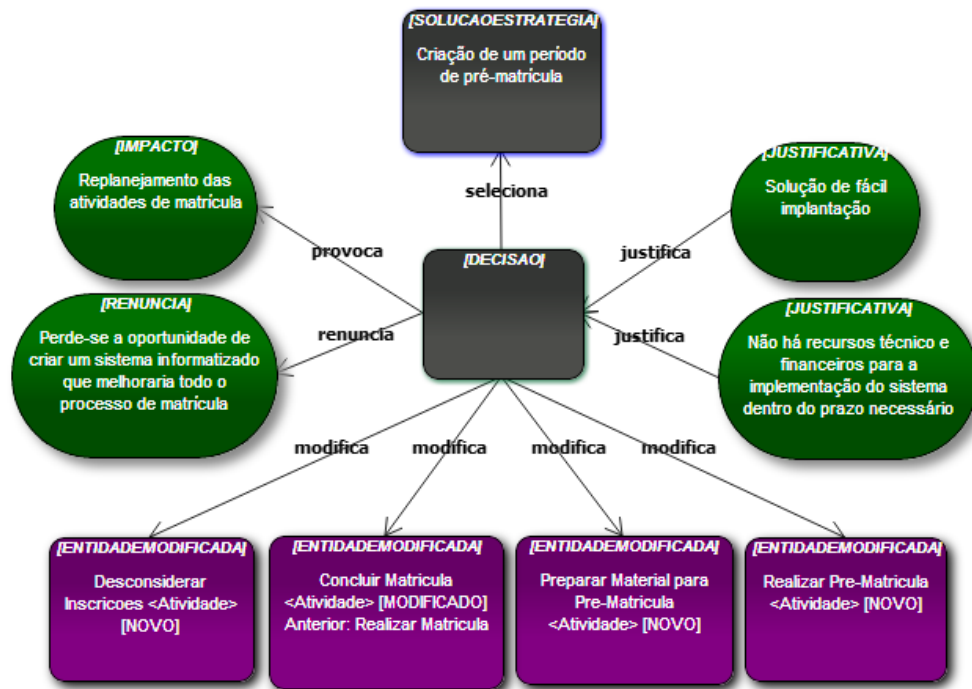 [SOLUCAOESTRATEGIA]
Criação de um período
de pré-matrícula
[IMPACTO]
Replanejamento das
atividades de matrícula
[JUSTIFICATIVA]
Solução de fácil
implantação
seleciona
provoca
justifica
[DECISAO]
[RENUNCIA]
Perde-se a oportunidade de
criar um sistema informatizado
que melhoraria todo o
processo de matrícula
renuncia
justifica
[JUSTIFICATIVA]
Não há recursos técnico e
financeiros para a
implementação do sistema
dentro do prazo necessário
modifica
modifica
modifica
modifica
[ENTIDADEMODIFICADA]
Desconsiderar
Inscricoes <Atividade>
[NOVO]
[ENTIDADEMODIFICADA]
Concluir Matricula
<Atividade> [MODIFICADO]
Anterior: Realizar Matricula
[ENTIDADEMODIFICADA]
Preparar Material para
Pre-Matricula
<Atividade> [NOVO]
[ENTIDADEMODIFICADA]
Realizar Pre-Matricula
<Atividade> [NOVO]